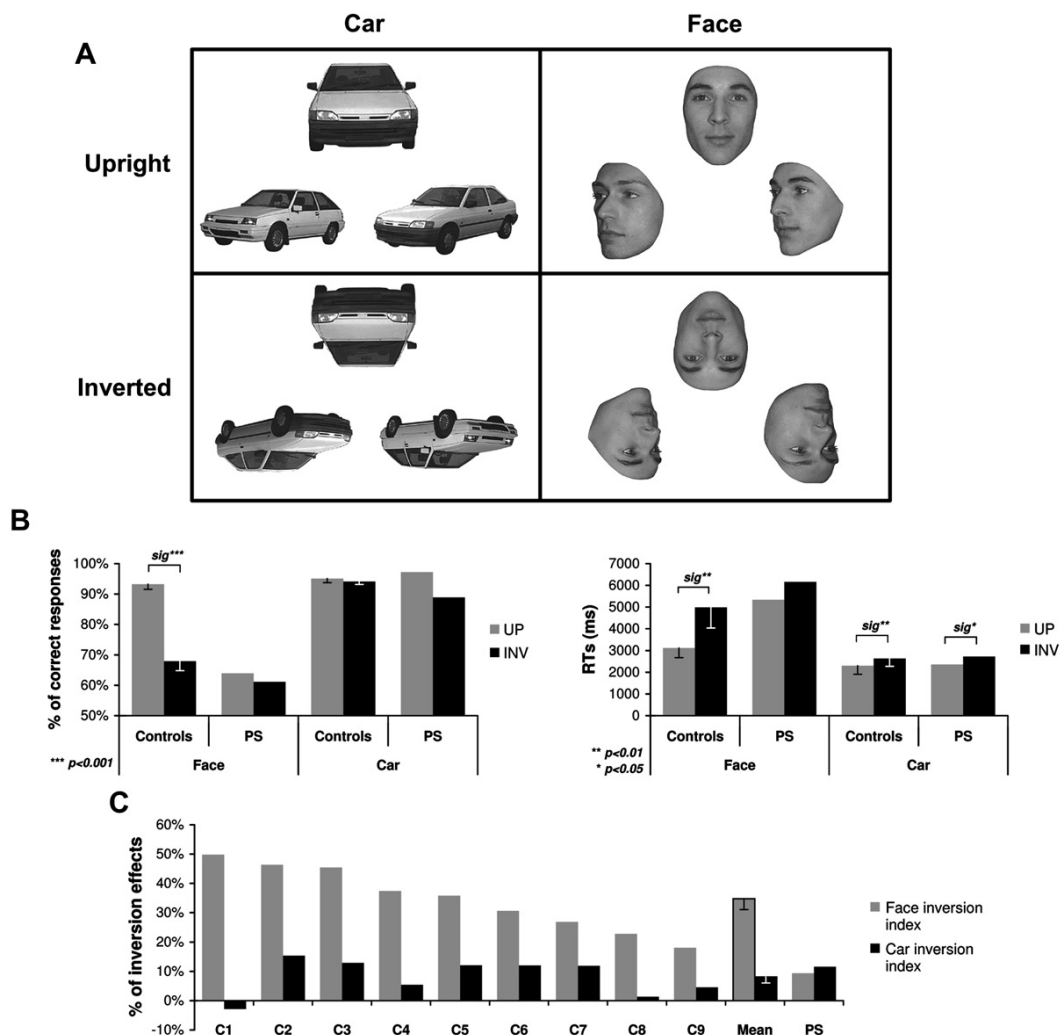 Car Face
A
Upright
Inverted
B
sig***
100%
90%
80%
70%
60%
50%
% of correct responses
UP
INV
Controls PS Controls PS
Face Car
*** p<0.001
sig**
sig**
sig*
7000
6000
5000
4000
3000
2000
1000
0
RTs (ms)
UP
INV
Controls PS Controls PS
Face Car
** p<0.01
* p<0.05
C
60%
50%
40%
30%
20%
10%
0%
-10%
% of inversion effects
Face inversion
index
Car inversion
index
C1 C2 C3 C4 C5 C6 C7 C8 C9 Mean PS